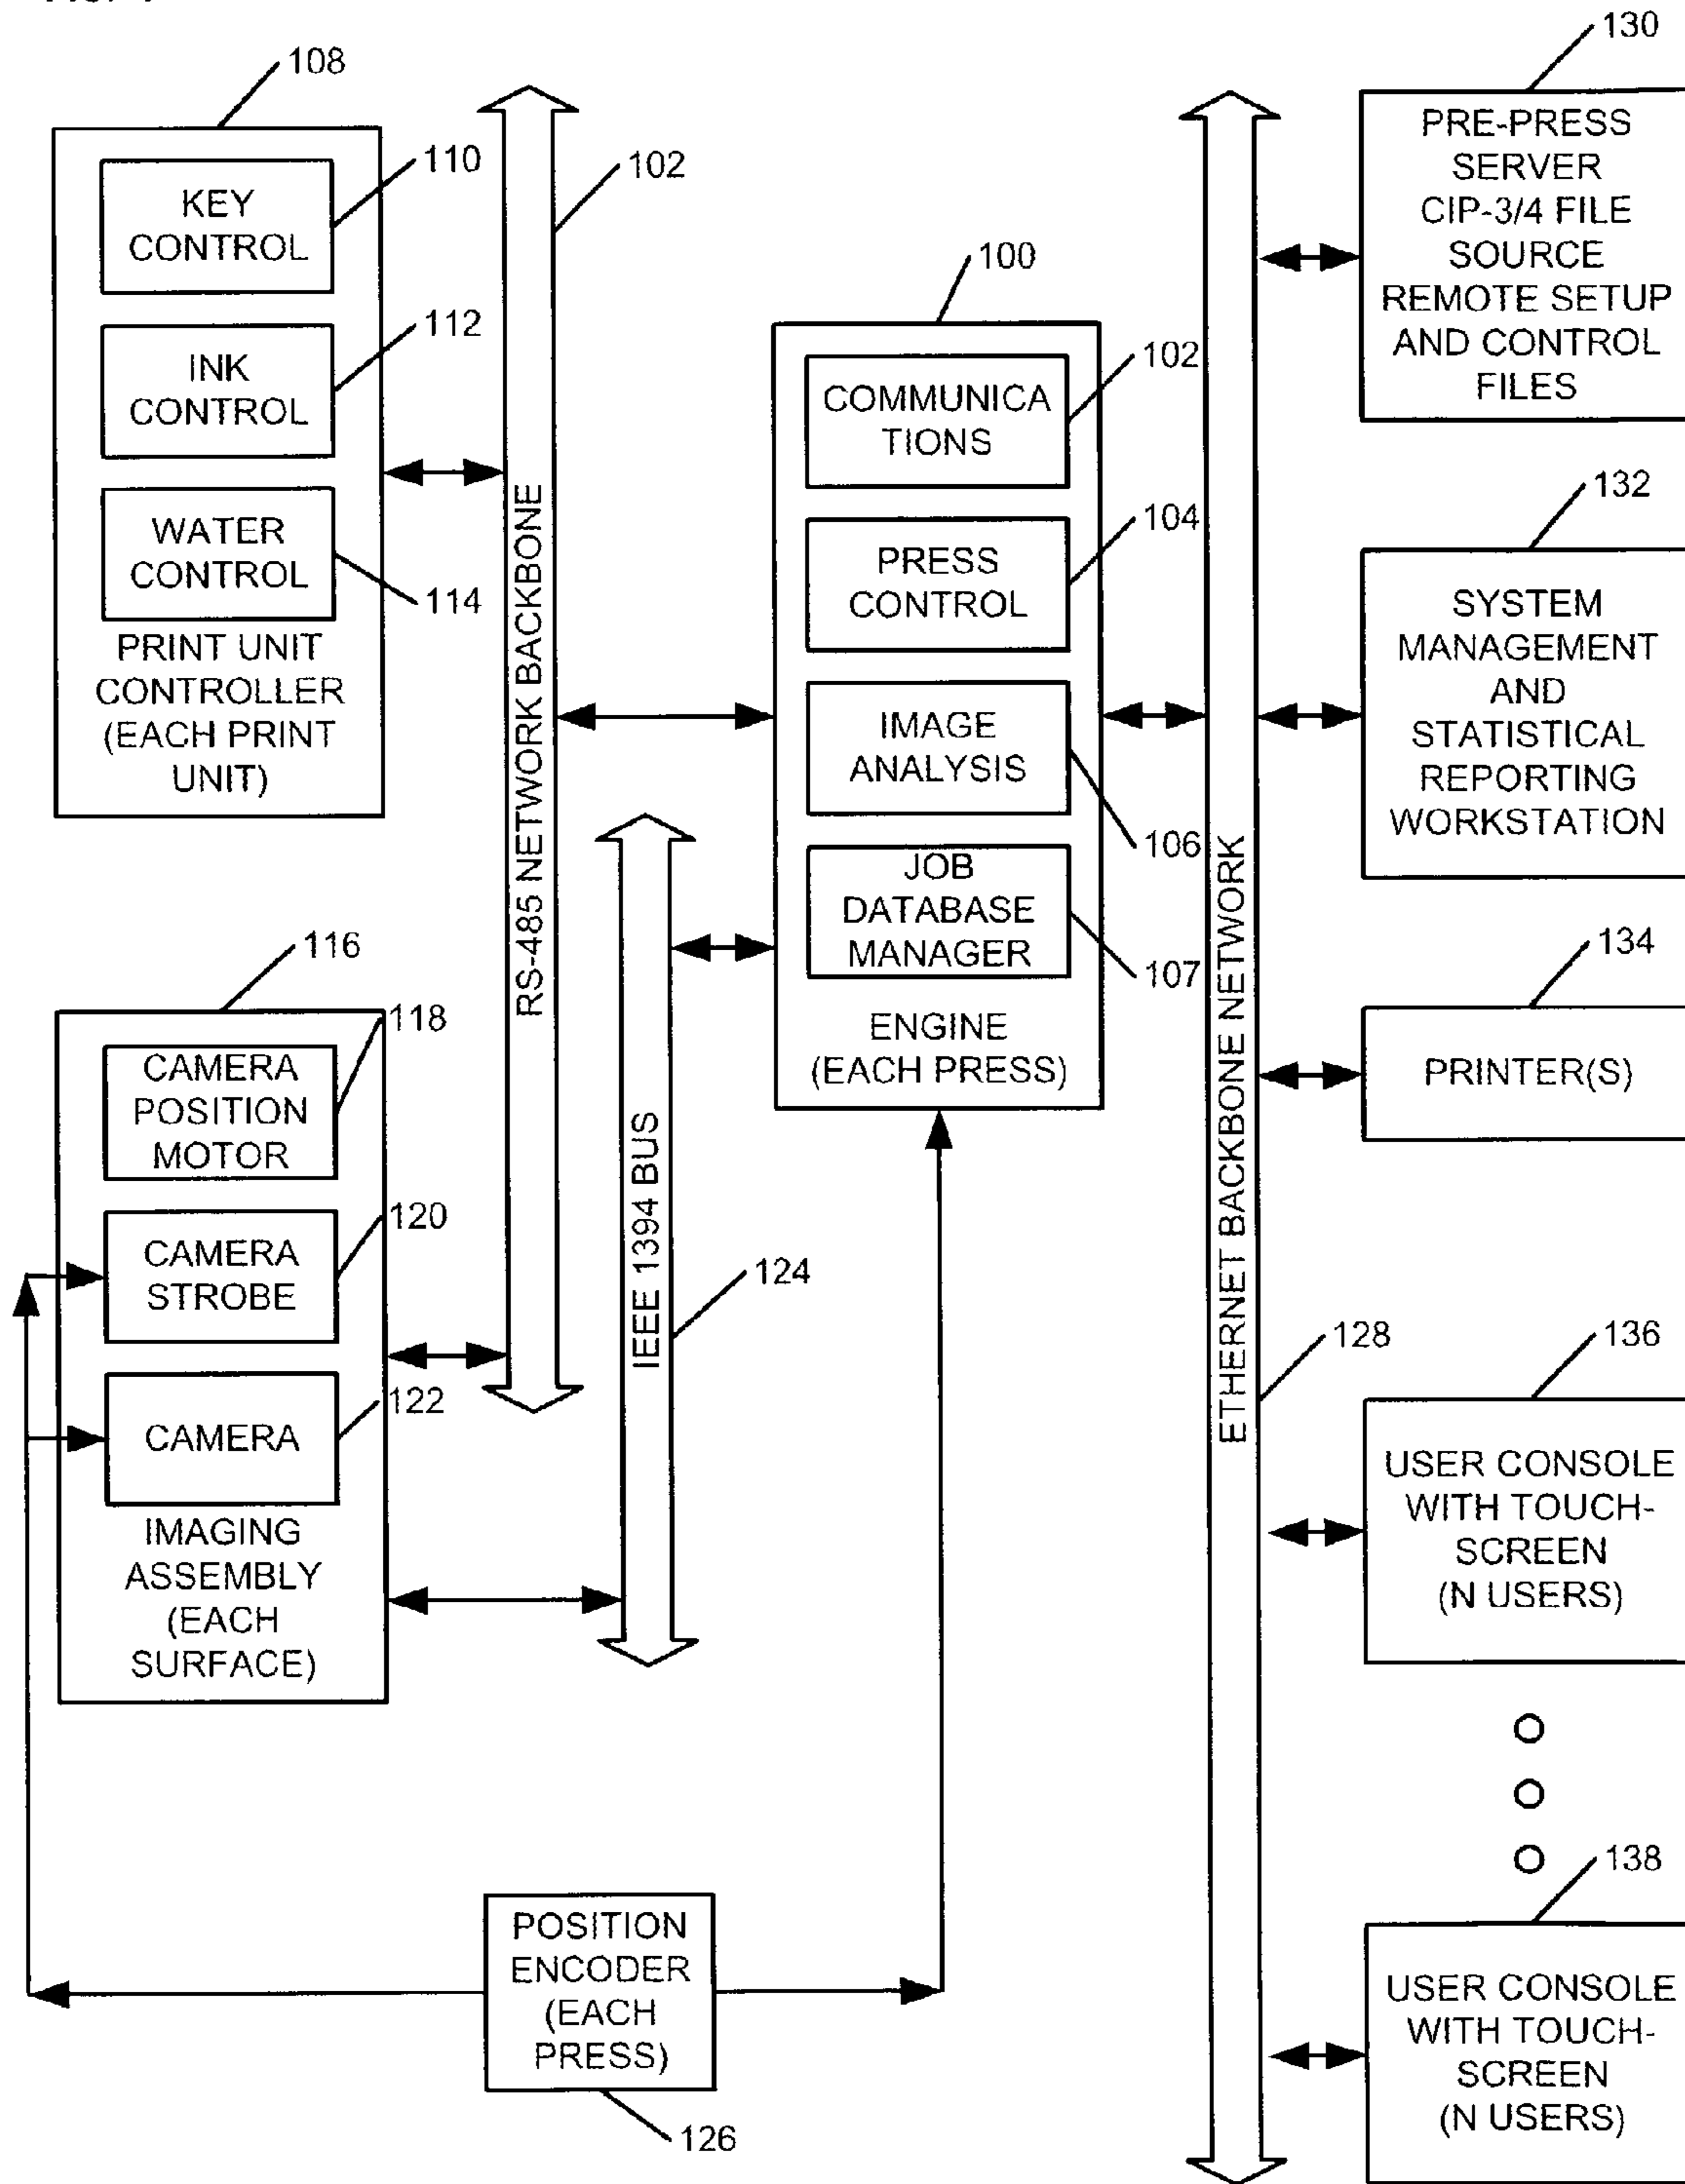 108
KEY
CONTROL
110
INK
CONTROL
112
WATER
CONTROL
114
PRINT UNIT
CONTROLLER
(EACH PRINT
UNIT)
RS-485 NETWORK BACKBONE
102
100
COMMUNICA
TIONS
102
PRESS
CONTROL
104
IMAGE
ANALYSIS
106
JOB
DATABASE
MANAGER
107
ENGINE
(EACH PRESS)
116
CAMERA
POSITION
MOTOR
118
CAMERA
STROBE
120
CAMERA
122
IMAGING
ASSEMBLY
(EACH
SURFACE)
IEEE 1394 BUS
124
POSITION
ENCODER
(EACH
PRESS)
126
ETHERNET BACKBONE NETWORK
128
130
PRE-PRESS
SERVER
CIP-3/4 FILE
SOURCE
REMOTE SETUP
AND CONTROL
FILES
132
SYSTEM
MANAGEMENT
AND
STATISTICAL
REPORTING
WORKSTATION
134
PRINTER(S)
136
USER CONSOLE
WITH TOUCH-
SCREEN
(N USERS)
138
USER CONSOLE
WITH TOUCH-
SCREEN
(N USERS)